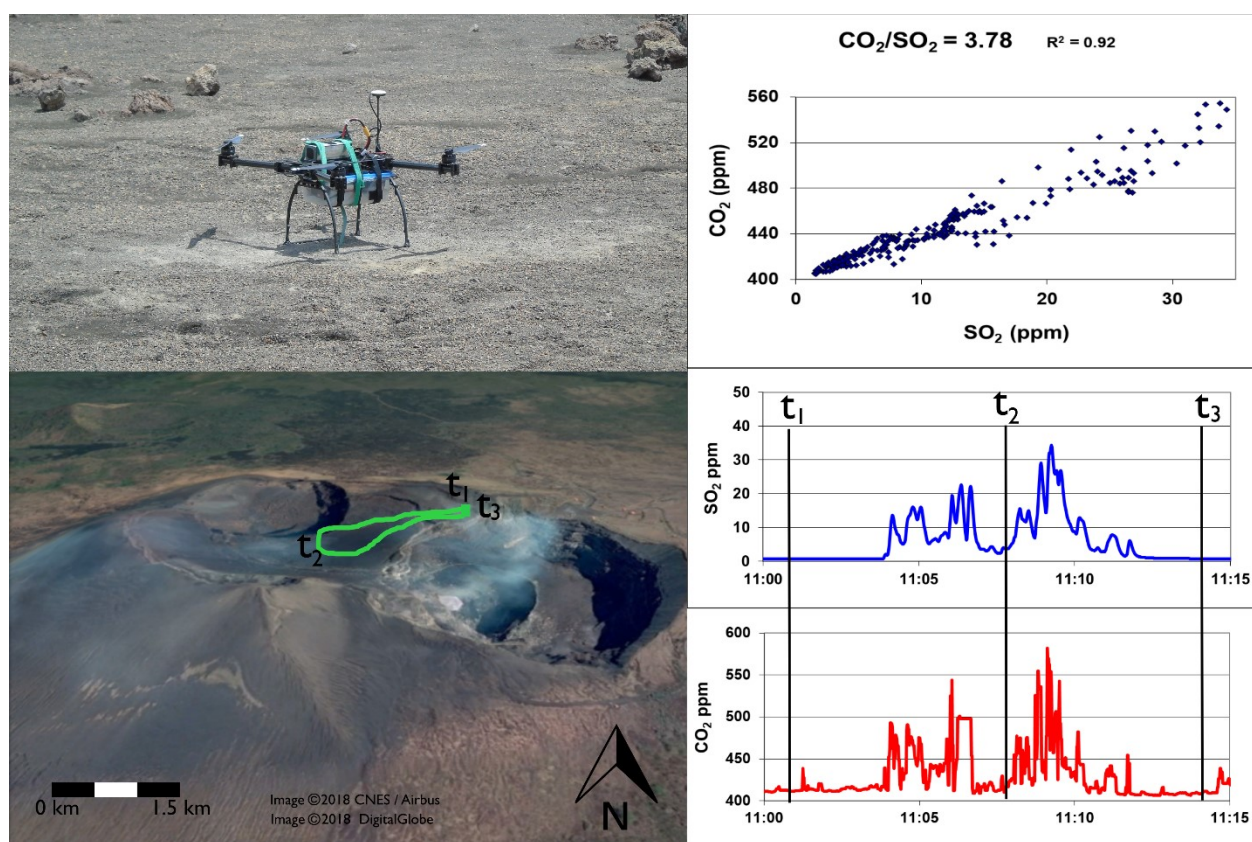 CO₂/SO₂ = 3.78 R² = 0.92
CO₂ (ppm)
560
520
480
440
400
0 10 20 30
SO₂ (ppm)
t₁
t₃
t₂
0 km 1.5 km
Image ©2018 CNES / Airbus
Image ©2018 DigitalGlobe
N
t₁ t₂ t₃
SO₂ ppm
50
40
30
20
10
0
11:00 11:05 11:10 11:15
CO₂ ppm
600
550
500
450
400
11:00 11:05 11:10 11:15